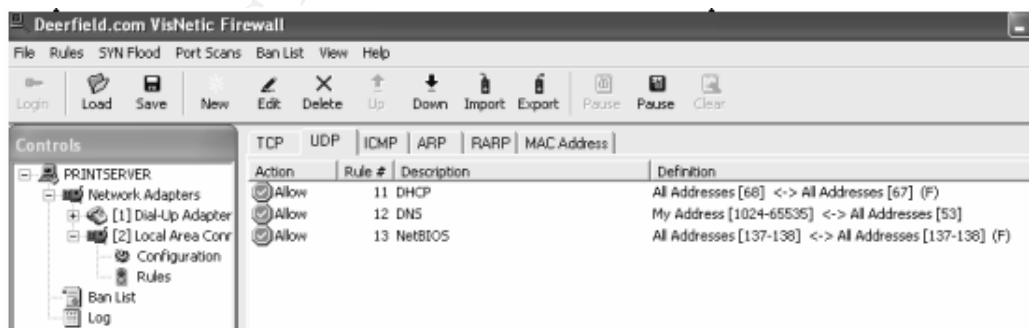 Deerfield.com VisNetic Firewall
File Rules SYN Flood Port Scans Ban List View Help
Login Load Save New Edit Delete Up Down Import Export Pause Pause Clear
Controls
PRINTSERVER
Network Adapters
[1] Dial-Up Adapter
[2] Local Area Conr
Configuration
Rules
Ban List
Log
TCP UDP ICMP ARP RARP MAC Address
Action Rule # Description Definition
Allow 11 DHCP All Addresses [68] <-> All Addresses [67] (F)
Allow 12 DNS My Address [1024-65535] <-> All Addresses [53]
Allow 13 NetBIOS All Addresses [137-138] <-> All Addresses [137-138] (F)